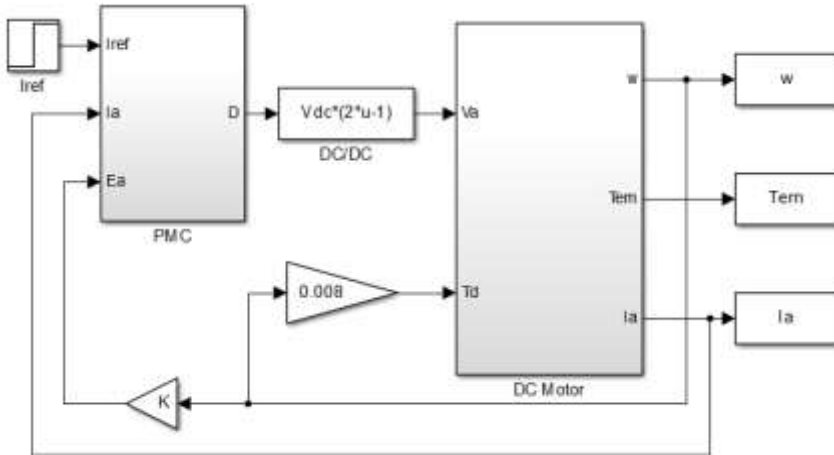 Iref
Iref
Ia
Ea
D
PMC
Vdc*(2*u-1)
DC/DC
0.008
K
Va
Td
w
Tem
Ia
DC Motor
w
Tem
Ia